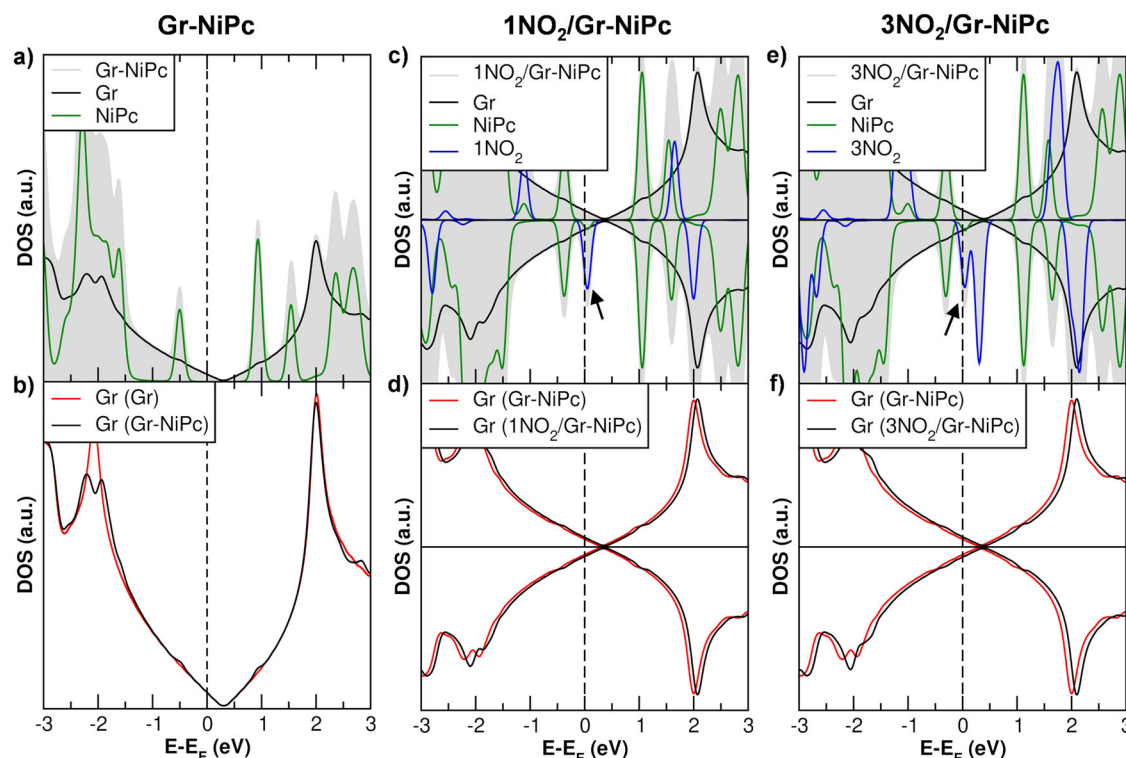 Gr-NiPc
1NO₂/Gr-NiPc
3NO₂/Gr-NiPc
a)
Gr-NiPc
Gr
NiPc
DOS (a.u.)
c)
1NO₂/Gr-NiPc
Gr
NiPc
1NO₂
DOS (a.u.)
e)
3NO₂/Gr-NiPc
Gr
NiPc
3NO₂
DOS (a.u.)
b)
Gr (Gr)
Gr (Gr-NiPc)
DOS (a.u.)
-3 -2 -1 0 1 2 3
E-E_F (eV)
d)
Gr (Gr-NiPc)
Gr (1NO₂/Gr-NiPc)
DOS (a.u.)
-3 -2 -1 0 1 2 3
E-E_F (eV)
f)
Gr (Gr-NiPc)
Gr (3NO₂/Gr-NiPc)
DOS (a.u.)
-3 -2 -1 0 1 2 3
E-E_F (eV)